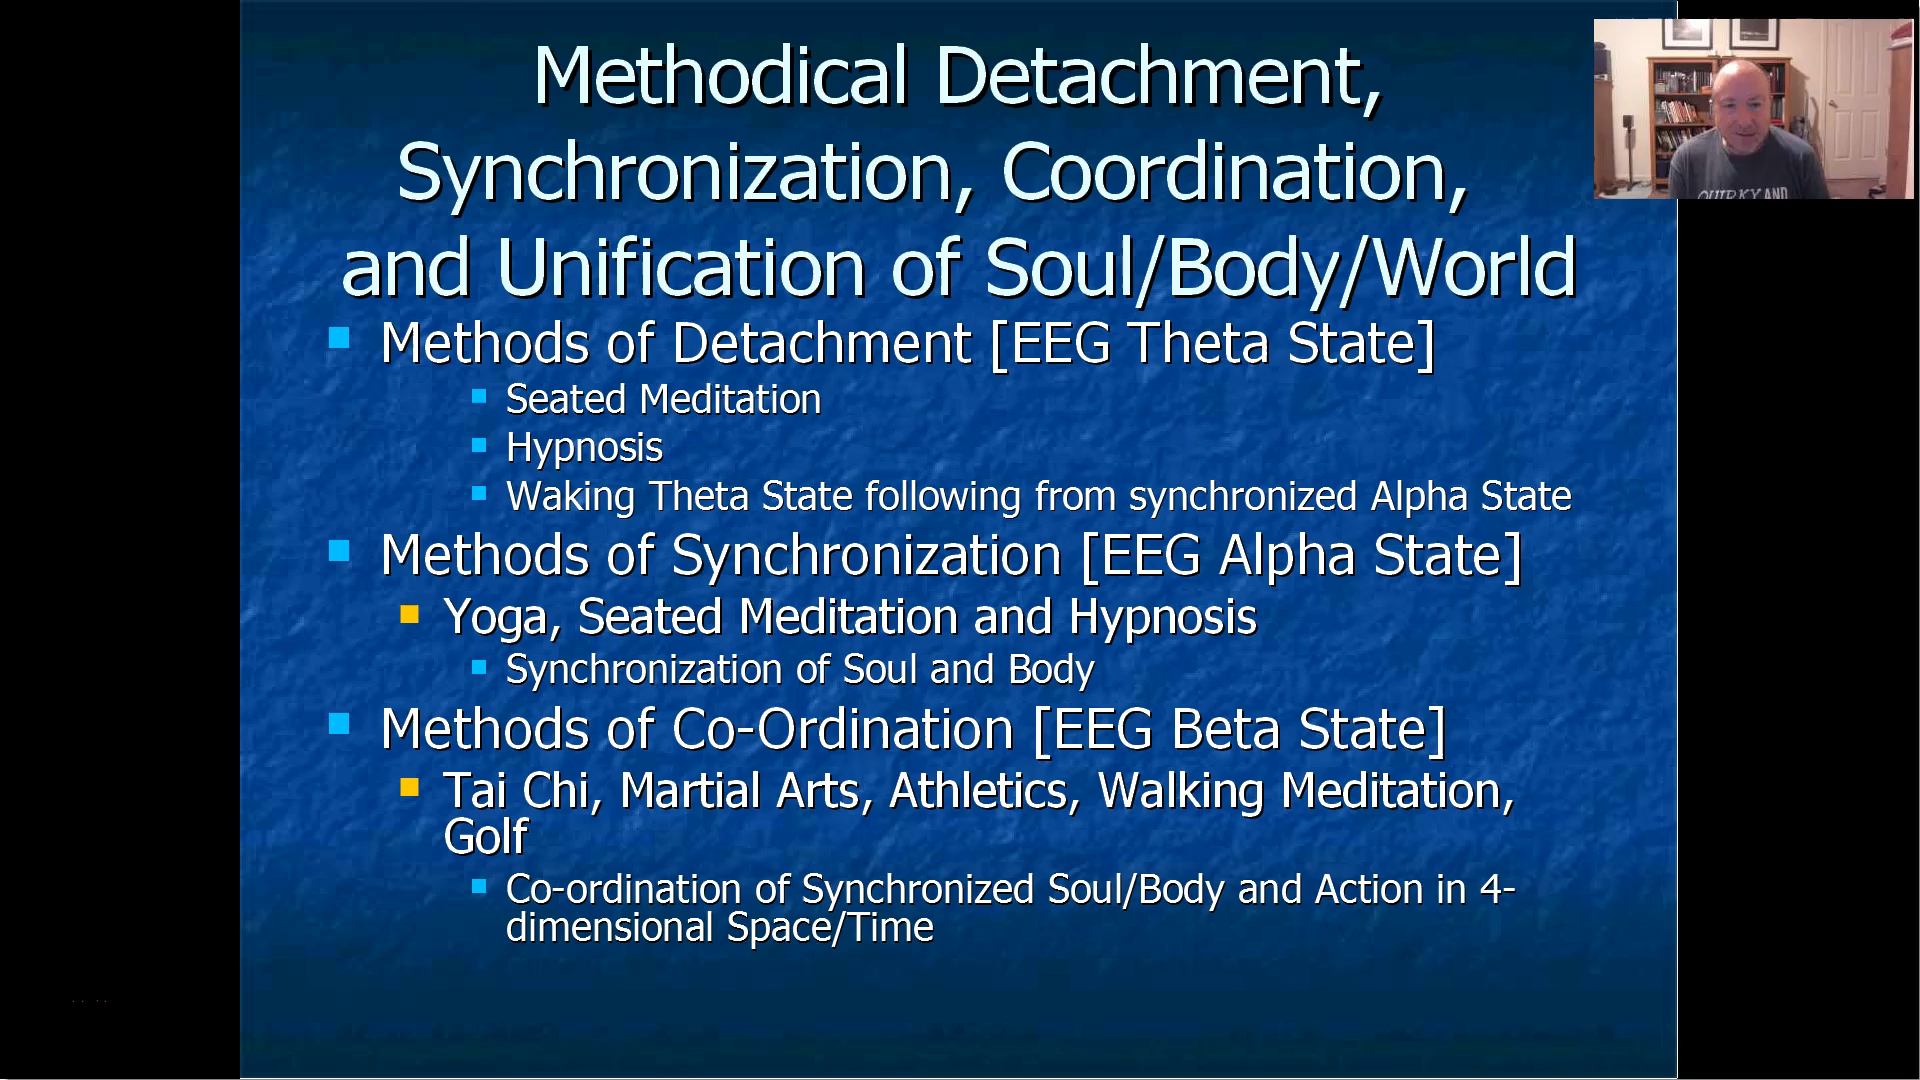 Methodical Detachment,
Synchronization, Coordination,
and Unification of Soul/Body/World
Methods of Detachment [EEG Theta State]
Seated Meditation
Hypnosis
Waking Theta State following from synchronized Alpha State
Methods of Synchronization [EEG Alpha State]
Yoga, Seated Meditation and Hypnosis
Synchronization of Soul and Body
Methods of Co-Ordination [EEG Beta State]
Tai Chi, Martial Arts, Athletics, Walking Meditation,
Golf
Co-ordination of Synchronized Soul/Body and Action in 4-
dimensional Space/Time
QUIRKY AND